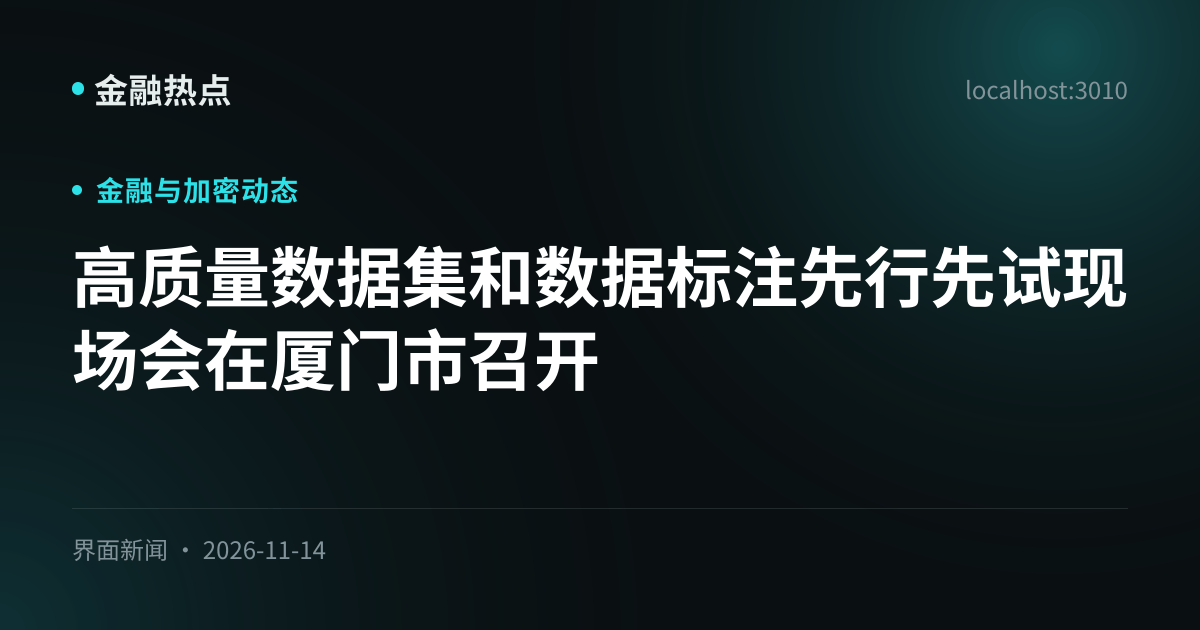 金融热点
localhost:3010
金融与加密动态
高质量数据集和数据标注先行先试现
场会在厦门市召开
界面新闻 · 2026-11-14